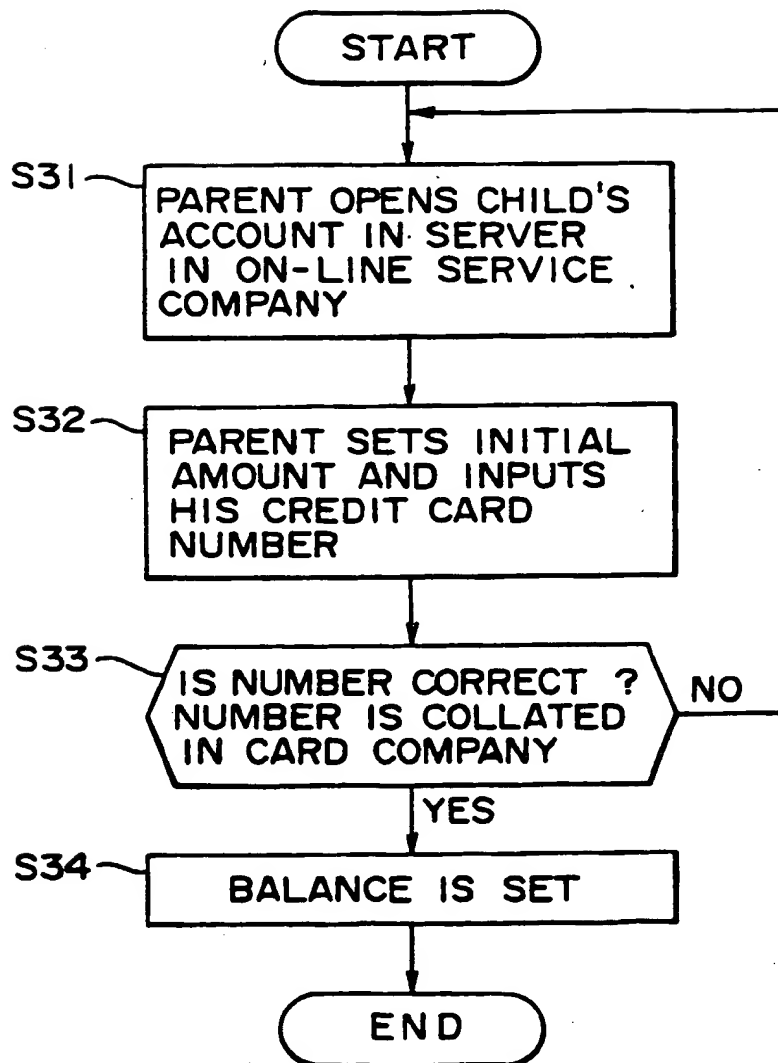 START
S31
PARENT OPENS CHILD'S
ACCOUNT IN SERVER
IN ON-LINE SERVICE
COMPANY
S32
PARENT SETS INITIAL
AMOUNT AND INPUTS
HIS CREDIT CARD
NUMBER
S33
IS NUMBER CORRECT ?
NUMBER IS COLLATED
IN CARD COMPANY
NO
YES
S34
BALANCE IS SET
END